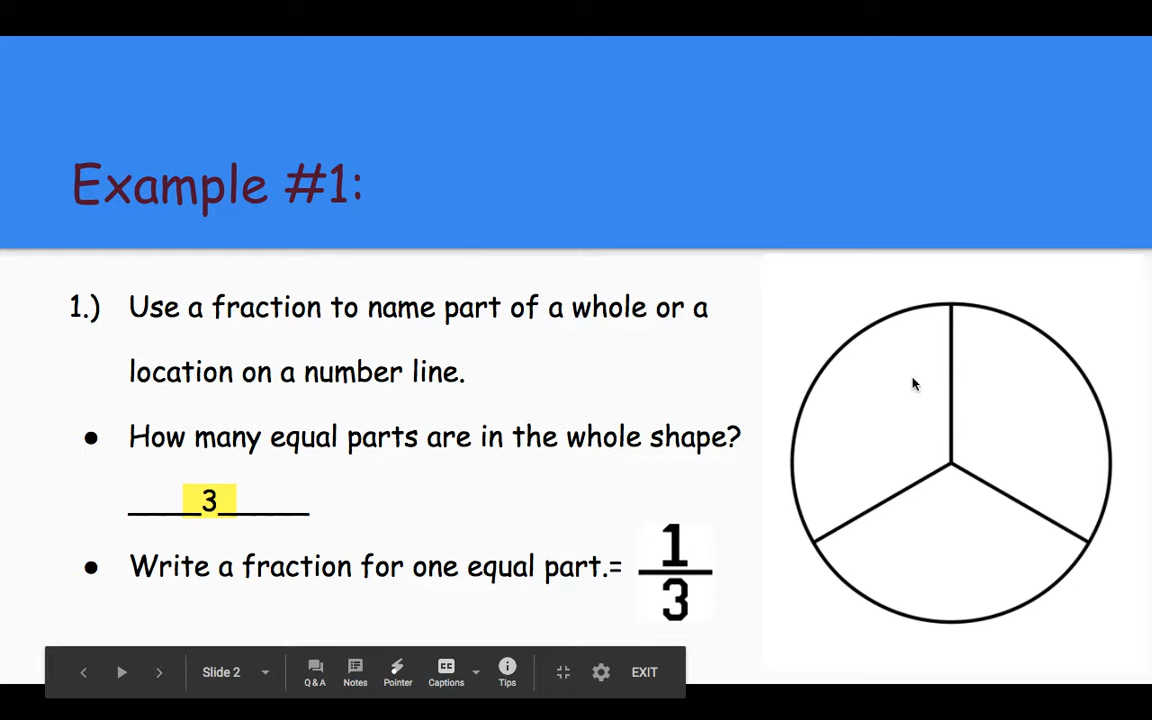 Example #1:
1.) Use a fraction to name part of a whole or a
location on a number line.
● How many equal parts are in the whole shape?
____3_____
● Write a fraction for one equal part.= 1/3
Slide 2 Q&A Notes Pointer Captions Tips EXIT